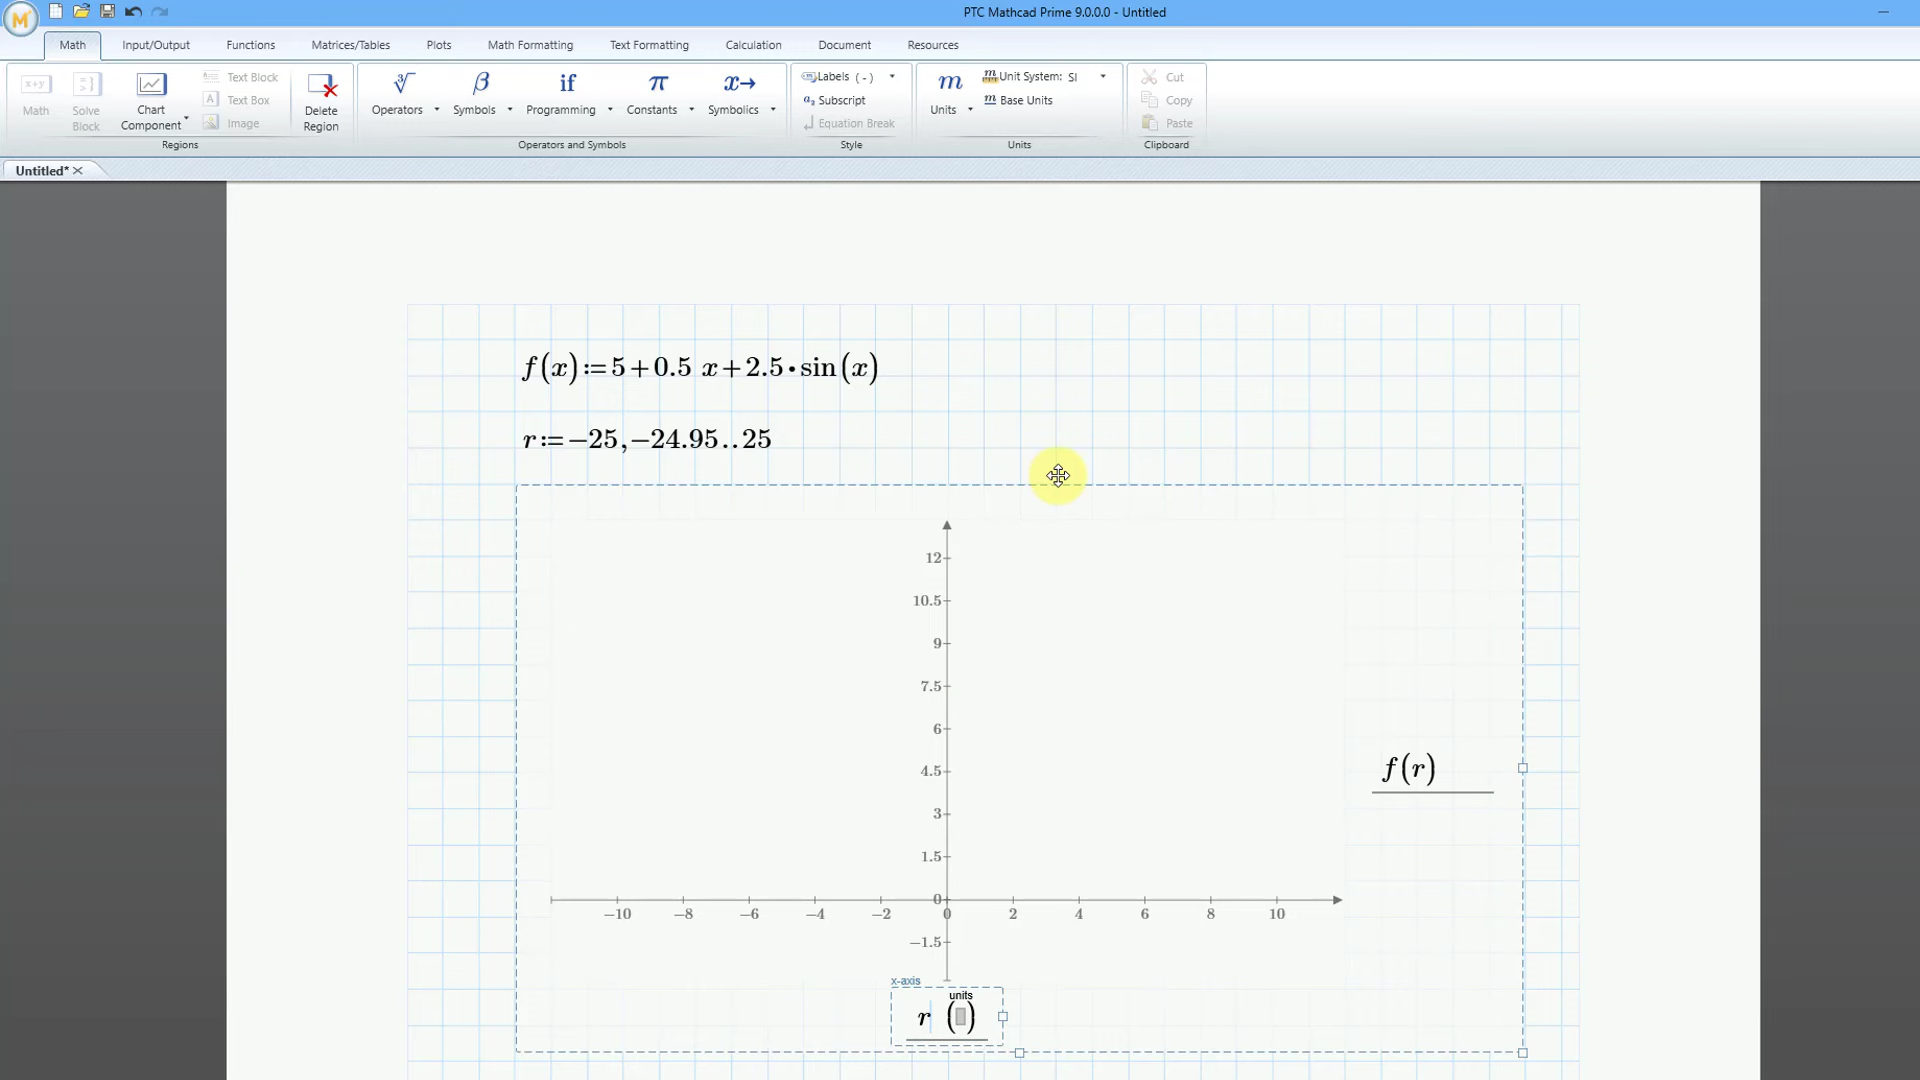 PTC Mathcad Prime 9.0.0.0 - Untitled
Math Input/Output Functions Matrices/Tables Plots Math Formatting Text Formatting Calculation Document Resources
Math
Solve Block
Chart Component
Text Block
Text Box
Image
Delete Region
Regions
Operators
Symbols
if Programming
π Constants
x→ Symbolics
Operators and Symbols
Labels ( - )
Subscript
Equation Break
Style
m Units
Unit System: SI
Base Units
Units
Cut
Copy
Paste
Clipboard
Untitled*
f(x):=5+0.5 x+2.5•sin(x)
r:=−25,−24.95..25
12
10.5
9
7.5
6
4.5
3
1.5
0
−10 −8 −6 −4 −2 0 2 4 6 8 10
−1.5
f(r)
x-axis
units
r ( )